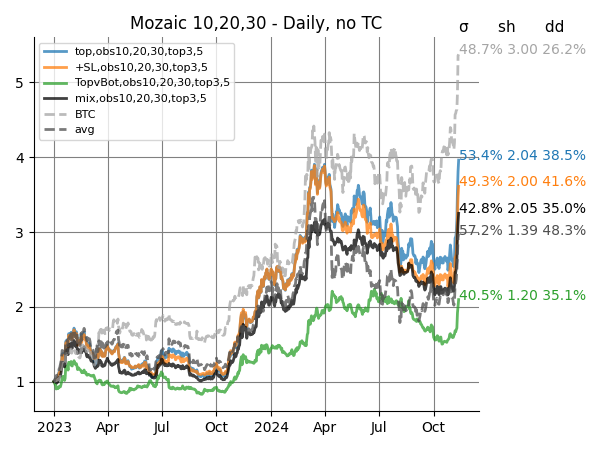 Mozaic 10,20,30 - Daily, no TC
σ sh dd
top,obs10,20,30,top3,5
+SL,obs10,20,30,top3,5
TopvBot,obs10,20,30,top3,5
mix,obs10,20,30,top3,5
BTC
avg
48.7% 3.00 26.2%
53.4% 2.04 38.5%
49.3% 2.00 41.6%
42.8% 2.05 35.0%
57.2% 1.39 48.3%
40.5% 1.20 35.1%
5
4
3
2
1
2023 Apr Jul Oct 2024 Apr Jul Oct